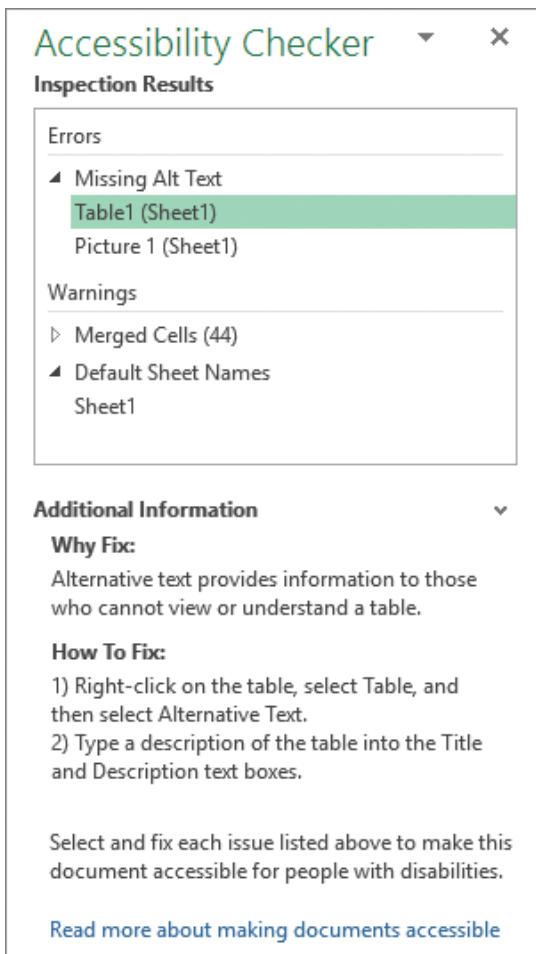 Accessibility Checker
Inspection Results
Errors
Missing Alt Text
Table1 (Sheet1)
Picture 1 (Sheet1)
Warnings
Merged Cells (44)
Default Sheet Names
Sheet1
Additional Information
Why Fix:
Alternative text provides information to those
who cannot view or understand a table.
How To Fix:
1) Right-click on the table, select Table, and
then select Alternative Text.
2) Type a description of the table into the Title
and Description text boxes.
Select and fix each issue listed above to make this
document accessible for people with disabilities.
Read more about making documents accessible